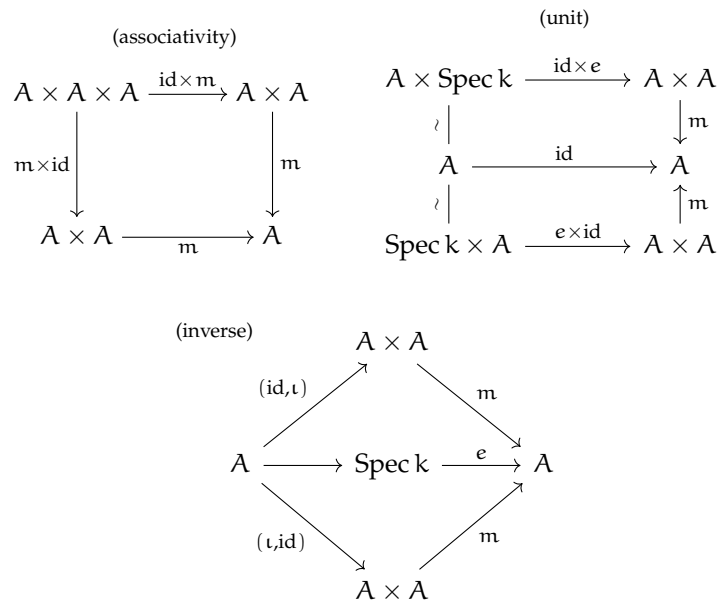 (associativity)
A × A × A id×m A × A
m×id m
A × A m A
(unit)
A × Spec k id×e A × A
≀ m
A id A
≀ m
Spec k × A e×id A × A
(inverse)
A × A
(id,ι) m
A Spec k e A
(ι,id) m
A × A